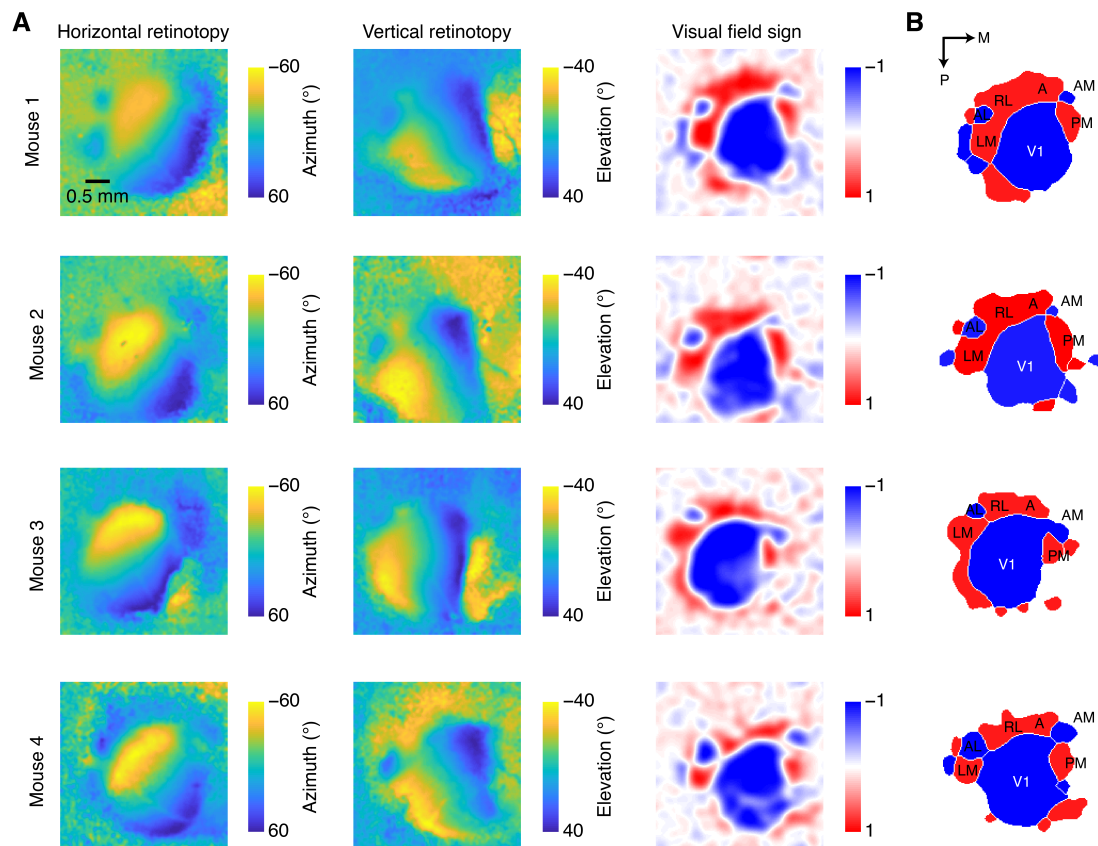 A
Horizontal retinotopy
Vertical retinotopy
Visual field sign
B
Mouse 1
0.5 mm
−60
Azimuth (°)
60
−40
Elevation (°)
40
−1
1
M
P
A
AM
RL
AL
PM
LM
V1
Mouse 2
−60
Azimuth (°)
60
−40
Elevation (°)
40
−1
1
A
AM
RL
AL
PM
LM
V1
Mouse 3
−60
Azimuth (°)
60
−40
Elevation (°)
40
−1
1
AL
RL
A
AM
LM
PM
V1
Mouse 4
−60
Azimuth (°)
60
−40
Elevation (°)
40
−1
1
RL
A
AM
AL
PM
LM
V1